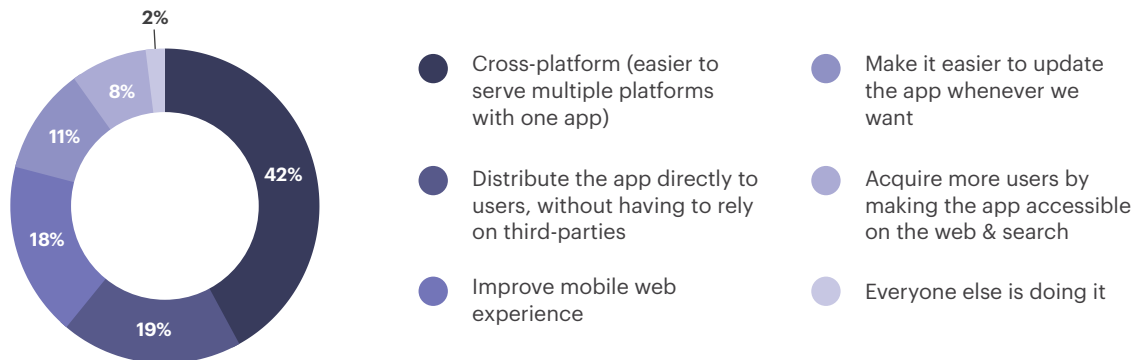 2%
8%
11%
42%
18%
19%
Cross-platform (easier to
serve multiple platforms
with one app)
Distribute the app directly to
users, without having to rely
on third-parties
Improve mobile web
experience
Make it easier to update
the app whenever we
want
Acquire more users by
making the app accessible
on the web & search
Everyone else is doing it